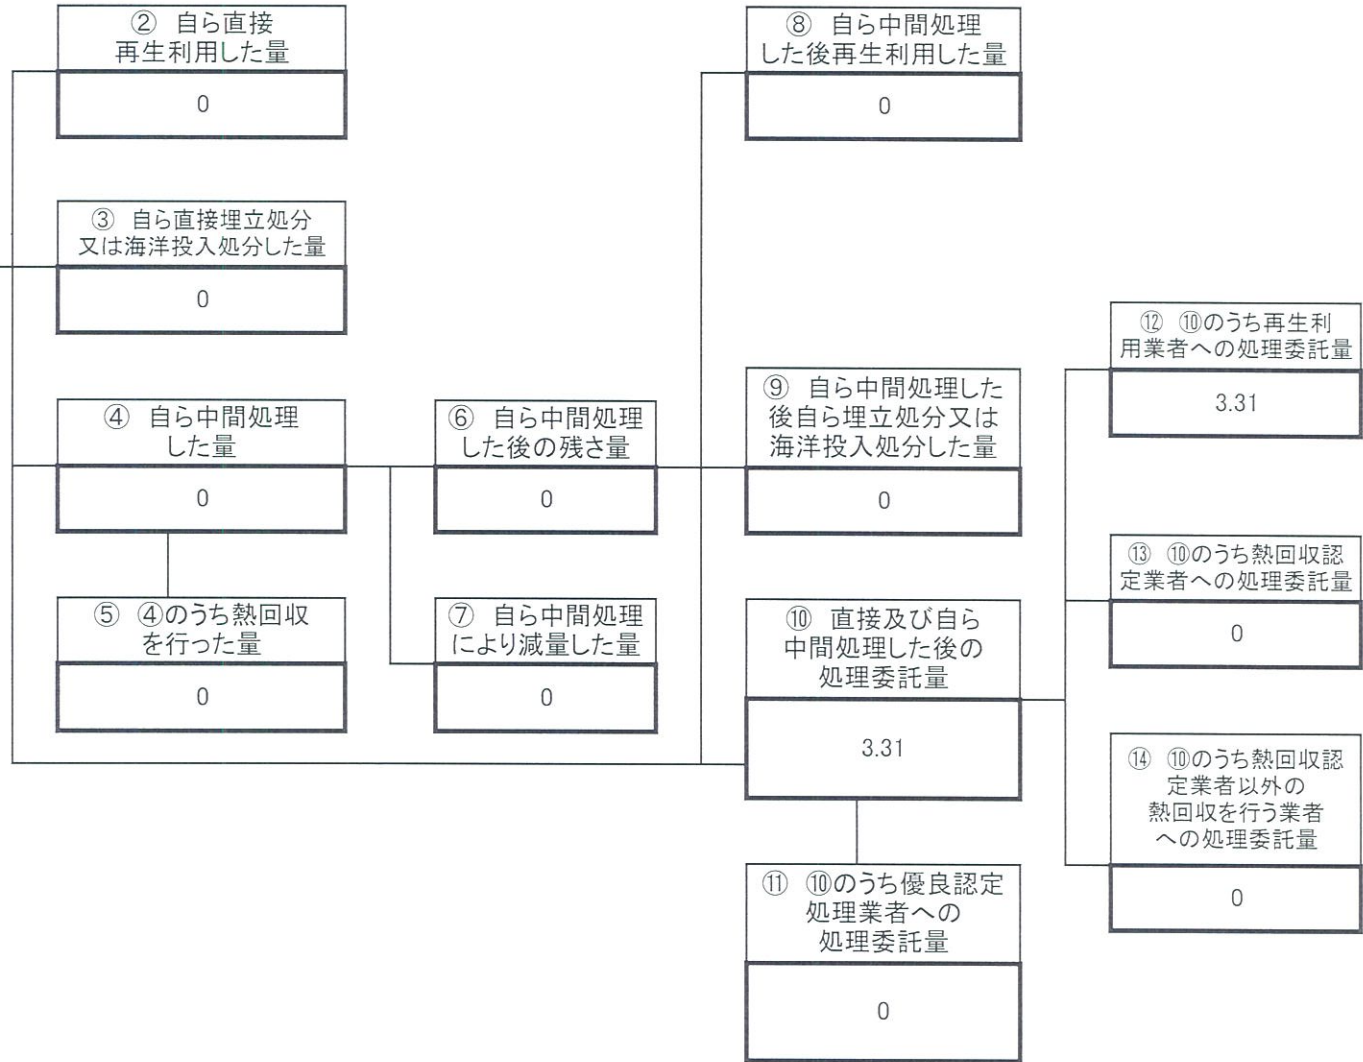 ② 自ら直接
再生利用した量
0
③ 自ら直接埋立処分
又は海洋投入処分した量
0
④ 自ら中間処理
した量
0
⑤ ④のうち熱回収
を行った量
0
⑥ 自ら中間処理
した後の残さ量
0
⑦ 自ら中間処理
により減量した量
0
⑧ 自ら中間処理
した後再生利用した量
0
⑨ 自ら中間処理した
後自ら埋立処分又は
海洋投入処分した量
0
⑩ 直接及び自ら
中間処理した後の
処理委託量
3.31
⑪ ⑩のうち優良認定
処理業者への
処理委託量
0
⑫ ⑩のうち再生利
用業者への処理委託量
3.31
⑬ ⑩のうち熱回収認
定業者への処理委託量
0
⑭ ⑩のうち熱回収認
定業者以外の
熱回収を行う業者
への処理委託量
0